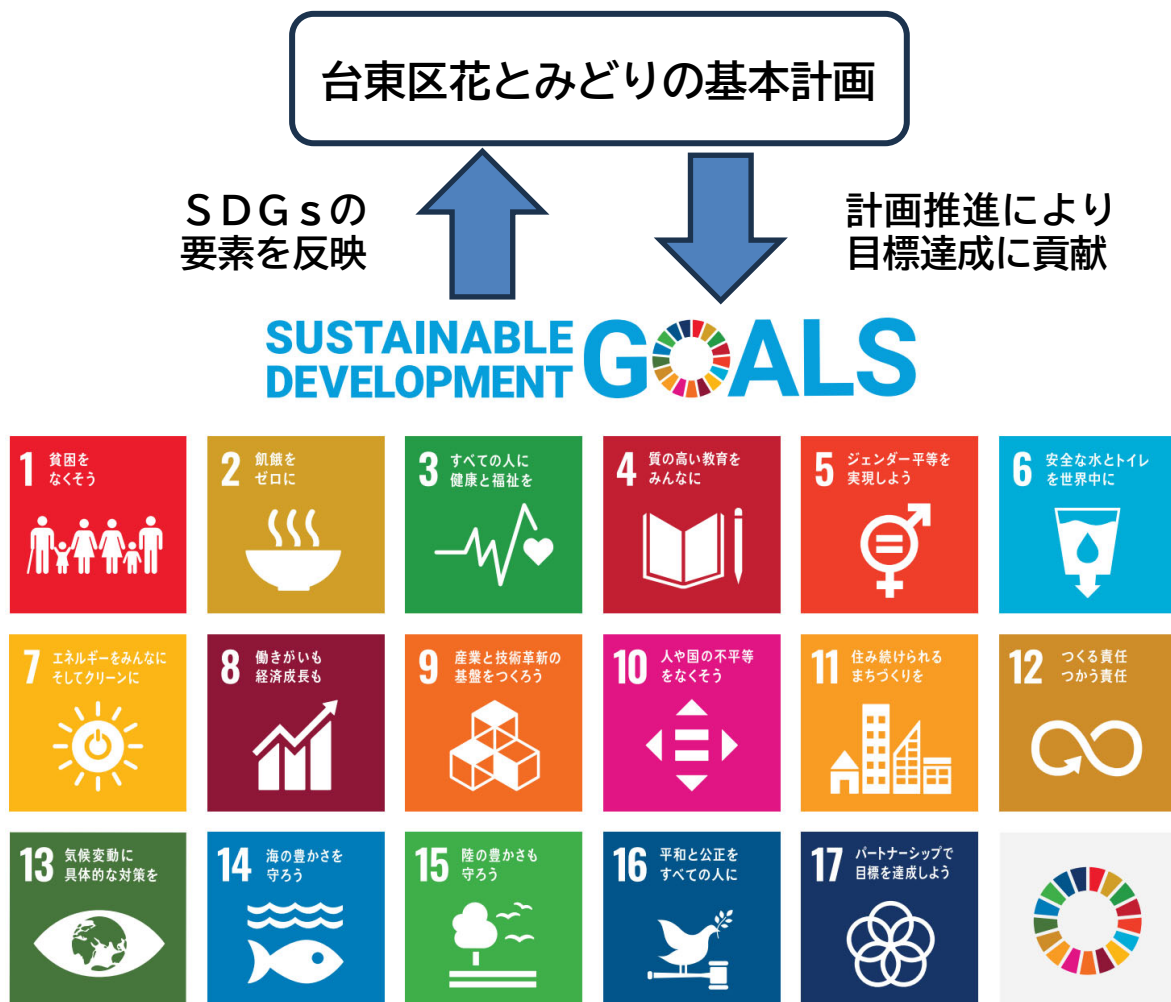 台東区花とみどりの基本計画
ＳＤＧｓの
要素を反映
計画推進により
目標達成に貢献
SUSTAINABLE
DEVELOPMENT
GOALS
1 貧困を
なくそう
2 飢餓を
ゼロに
3 すべての人に
健康と福祉を
4 質の高い教育を
みんなに
5 ジェンダー平等を
実現しよう
6 安全な水とトイレ
を世界中に
7 エネルギーをみんなに
そしてクリーンに
8 働きがいも
経済成長も
9 産業と技術革新の
基盤をつくろう
10 人や国の不平等
をなくそう
11 住み続けられる
まちづくりを
12 つくる責任
つかう責任
13 気候変動に
具体的な対策を
14 海の豊かさを
守ろう
15 陸の豊かさも
守ろう
16 平和と公正を
すべての人に
17 パートナーシップで
目標を達成しよう